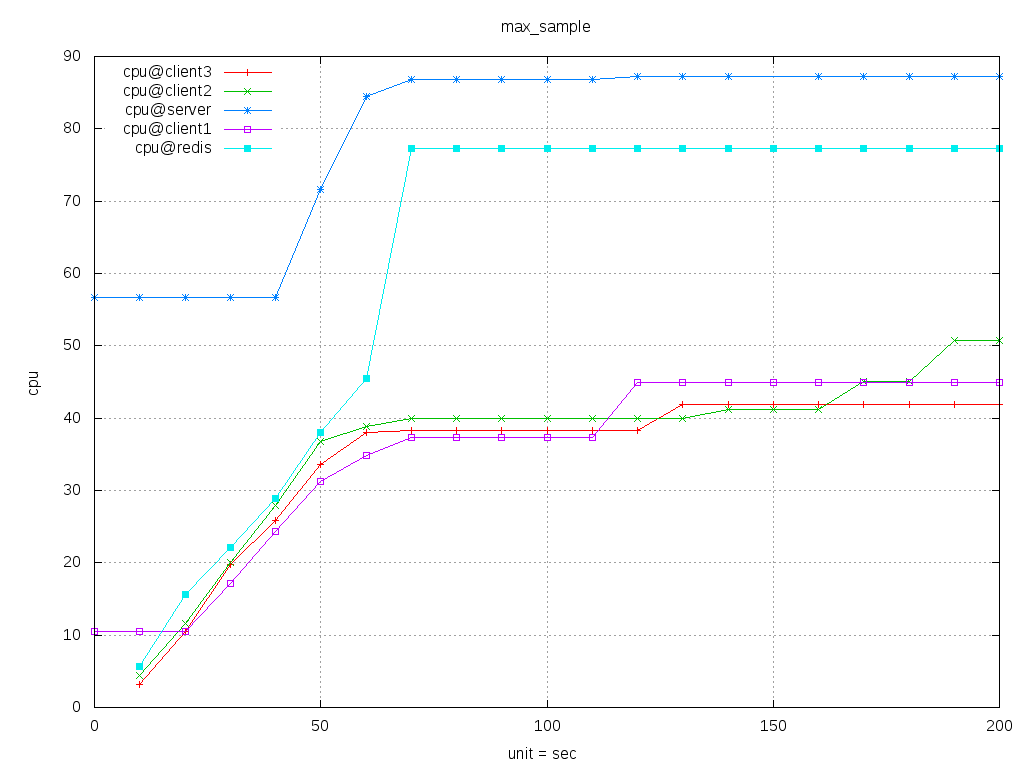 max_sample
90
80
70
60
50
40
30
20
10
0
cpu
cpu@client3
cpu@client2
cpu@server
cpu@client1
cpu@redis
0 50 100 150 200
unit = sec